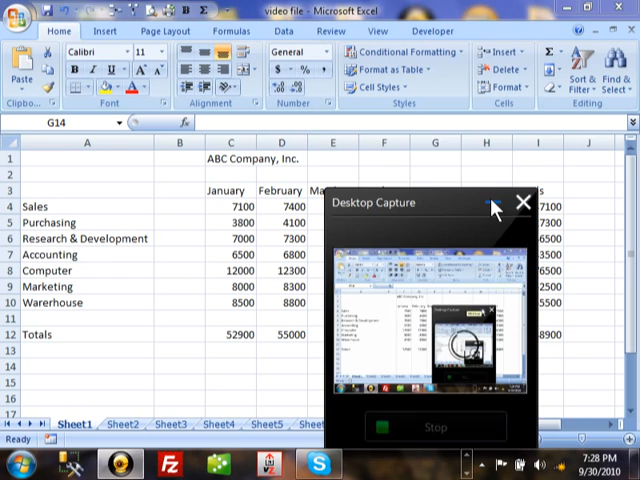 video file - Microsoft Excel
Home Insert Page Layout Formulas Data Review View Developer
Paste
Calibri 11
General
Conditional Formatting
Format as Table
Cell Styles
Insert
Delete
Format
Sort & Filter
Find & Select
Clipbo... Font Alignment Number Styles Cells Editing
G14 fx
A B C D E F G H I J
1 ABC Company, Inc.
2
3 January February
4 Sales 7100 7400 7100
5 Purchasing 3800 4100 7300
6 Research & Development 7000 7300 6500
7 Accounting 6500 6800 3500
8 Computer 12000 12300 6500
9 Marketing 8000 8300 2500
10 Warerhouse 8500 8800 5500
11
12 Totals 52900 55000 8900
13
14
15
16
17
Desktop Capture
Stop
Sheet1 Sheet2 Sheet3 Sheet4 Sheet5
Ready
7:28 PM
9/30/2010